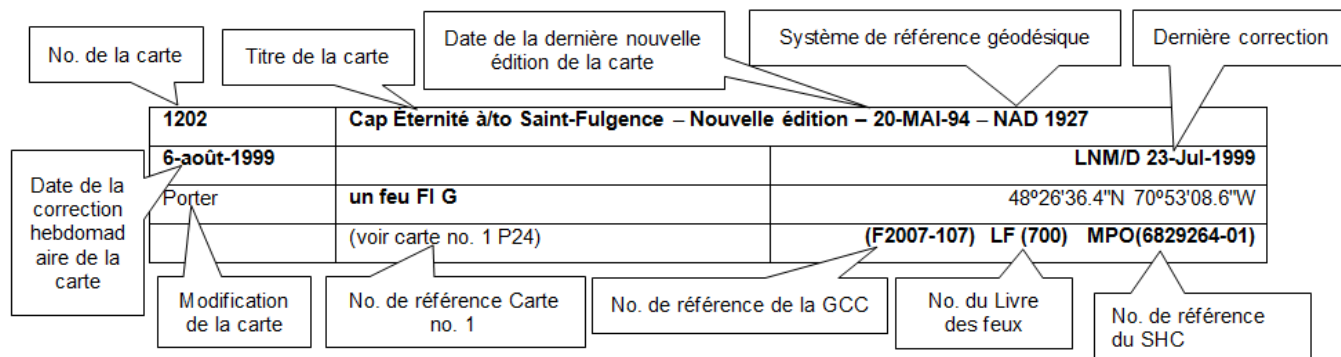 No. de la carte
Titre de la carte
Date de la dernière nouvelle
édition de la carte
Système de référence géodésique
Dernière correction
1202 Cap Éternité à/to Saint-Fulgence – Nouvelle édition – 20-MAI-94 – NAD 1927
6-août-1999 LNM/D 23-Jul-1999
Porter un feu Fl G 48º26'36.4"N 70º53'08.6"W
(voir carte no. 1 P24) (F2007-107) LF (700) MPO(6829264-01)
Date de la
correction
hebdomad
aire de la
carte
Modification
de la carte
No. de référence Carte
no. 1
No. de référence de la GCC
No. du Livre
des feux
No. de référence
du SHC